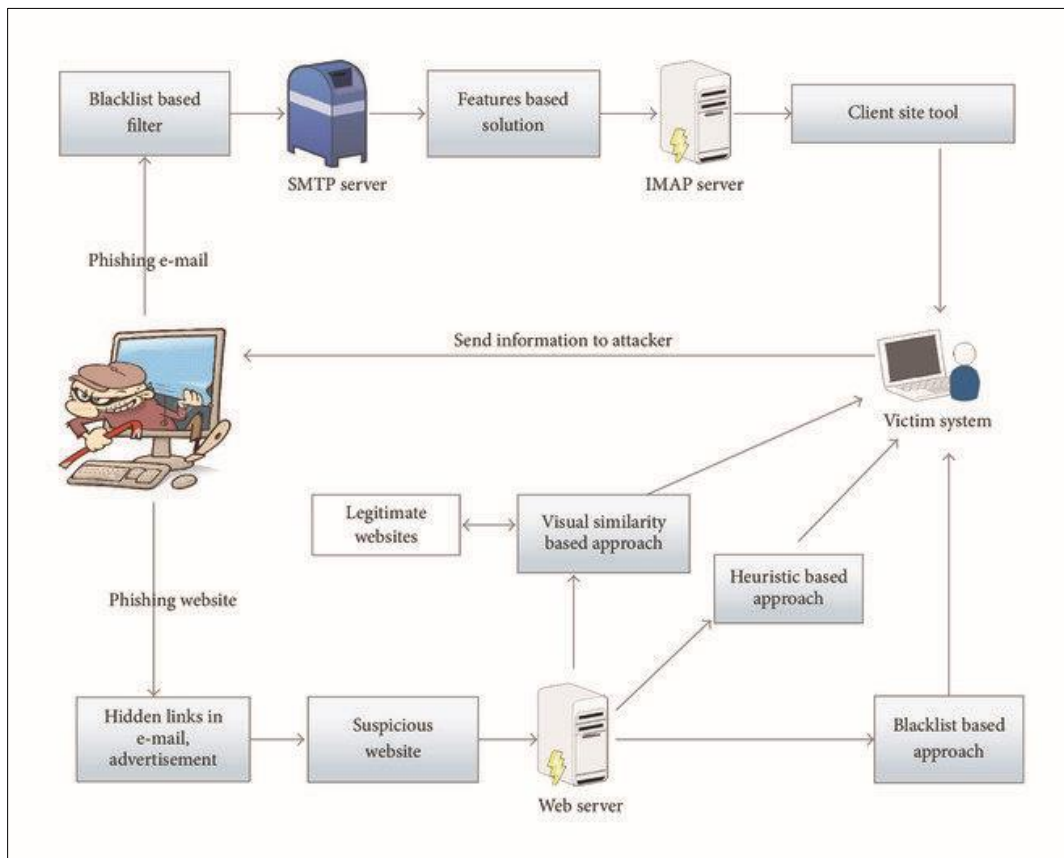 Blacklist based
filter
SMTP server
Features based
solution
IMAP server
Client site tool
Phishing e-mail
Send information to attacker
Victim system
Legitimate
websites
Visual similarity
based approach
Heuristic based
approach
Phishing website
Hidden links in
e-mail,
advertisement
Suspicious
website
Web server
Blacklist based
approach